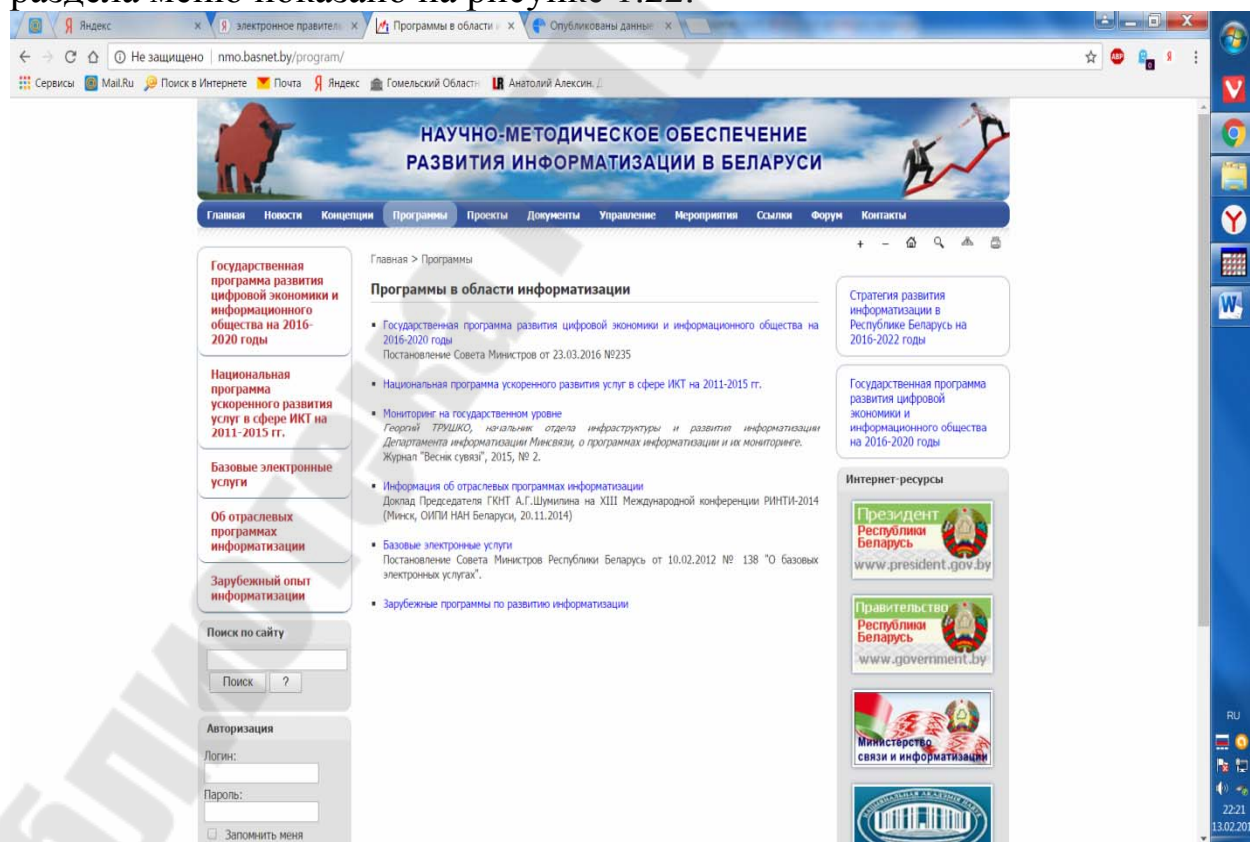 раздела меню показано на рисунке 1.22.
Яндекс
электронное правитель
Программы в области и
Опубликованы данные
Не защищено | nmo.basnet.by/program/
Сервисы Mail.Ru Поиск в Интернете Почта Яндекс Гомельский Област Анатолий Алексин. Д
НАУЧНО-МЕТОДИЧЕСКОЕ ОБЕСПЕЧЕНИЕ
РАЗВИТИЯ ИНФОРМАТИЗАЦИИ В БЕЛАРУСИ
Главная Новости Концепции Программы Проекты Документы Управление Мероприятия Ссылки Форум Контакты
Государственная
программа развития
цифровой экономики и
информационного
общества на 2016-
2020 годы
Национальная
программа
ускоренного развития
услуг в сфере ИКТ на
2011-2015 гг.
Базовые электронные
услуги
Об отраслевых
программах
информатизации
Зарубежный опыт
информатизации
Поиск по сайту
Поиск ?
Авторизация
Логин:
Пароль:
Запомнить меня
Главная > Программы
Программы в области информатизации
Государственная программа развития цифровой экономики и информационного общества на
2016-2020 годы
Постановление Совета Министров от 23.03.2016 №235
Национальная программа ускоренного развития услуг в сфере ИКТ на 2011-2015 гг.
Мониторинг на государственном уровне
Георгий ТРУШКО, начальник отдела инфраструктуры и развития информатизации
Департамента информатизации Минсвязи, о программах информатизации и их мониторинге.
Журнал "Веснік сувязі", 2015, № 2.
Информация об отраслевых программах информатизации
Доклад Председателя ГКНТ А.Г.Шумилина на XIII Международной конференции РИНТИ-2014
(Минск, ОИПИ НАН Беларуси, 20.11.2014)
Базовые электронные услуги
Постановление Совета Министров Республики Беларусь от 10.02.2012 № 138 "О базовых
электронных услугах".
Зарубежные программы по развитию информатизации
+ -
Стратегия развития
информатизации в
Республике Беларусь на
2016-2022 годы
Государственная программа
развития цифровой
экономики и
информационного общества
на 2016-2020 годы
Интернет-ресурсы
Президент
Республики
Беларусь
www.president.gov.by
Правительство
Республики
Беларусь
www.government.by
Министерство
связи и информатизации
НАЦИОНАЛЬНАЯ АКАДЕМИЯ НАУК
RU
22:21
13.02.201
БЛИОТЕКА